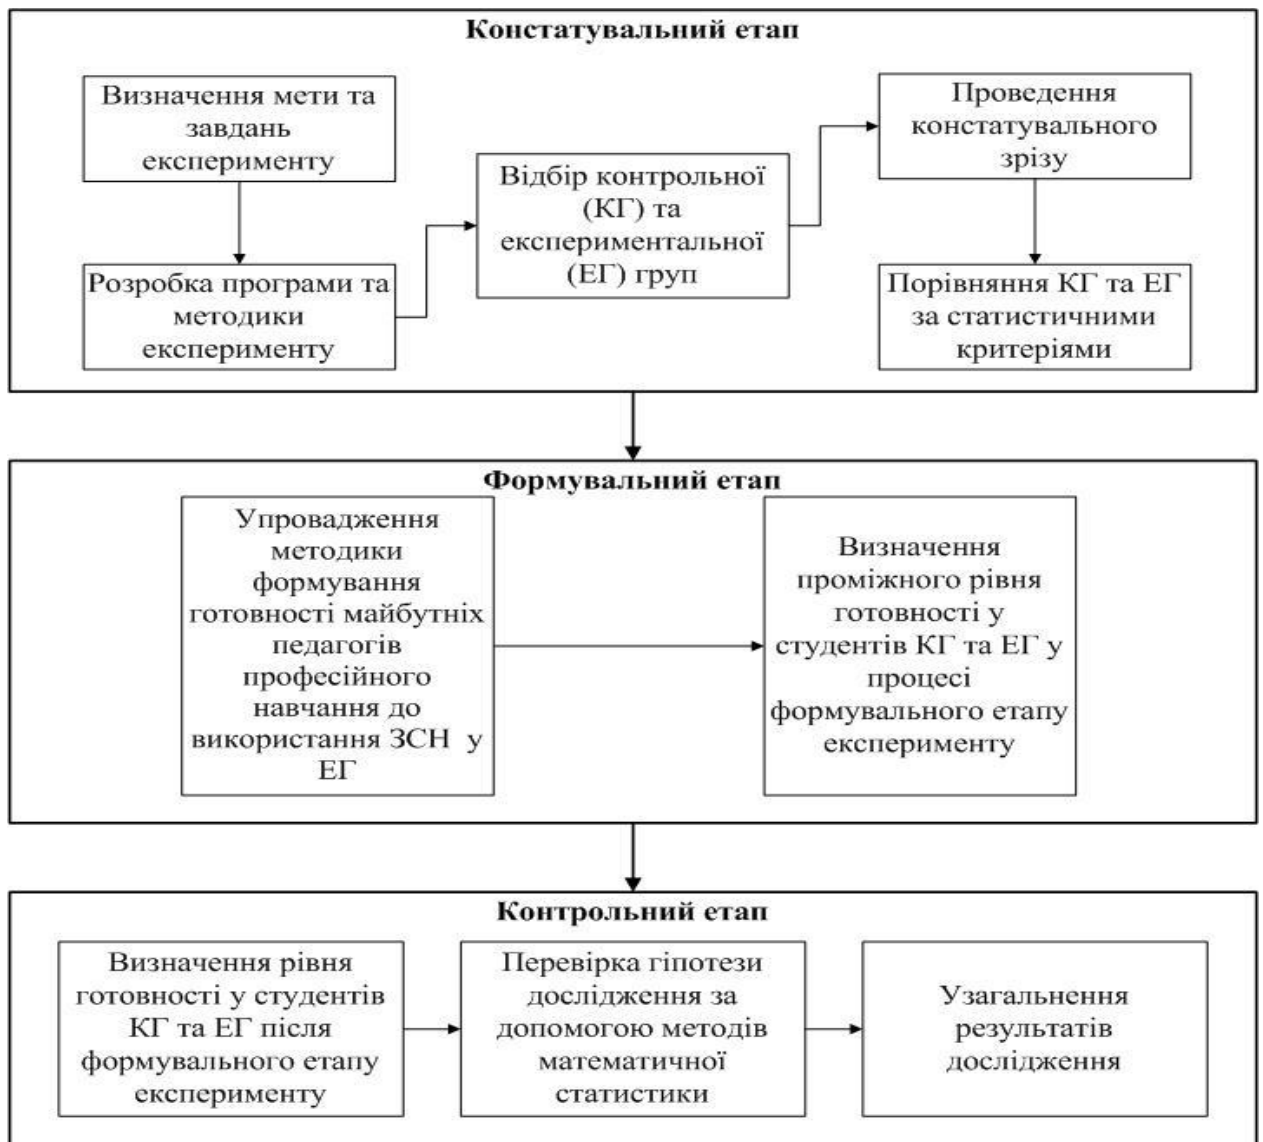 Констатувальний етап
Визначення мети та
завдань
експерименту
Розробка програми та
методики
експерименту
Відбір контрольної
(КГ) та
експериментальної
(ЕГ) груп
Проведення
констатувального
зрізу
Порівняння КГ та ЕГ
за статистичними
критеріями
Формувальний етап
Упровадження
методики
формування
готовності майбутніх
педагогів
професійного
навчання до
використання ЗСН у
ЕГ
Визначення
проміжного рівня
готовності у
студентів КГ та ЕГ у
процесі
формувального етапу
експерименту
Контрольний етап
Визначення рівня
готовності у студентів
КГ та ЕГ після
формувального етапу
експерименту
Перевірка гіпотези
дослідження за
допомогою методів
математичної
статистики
Узагальнення
результатів
дослідження